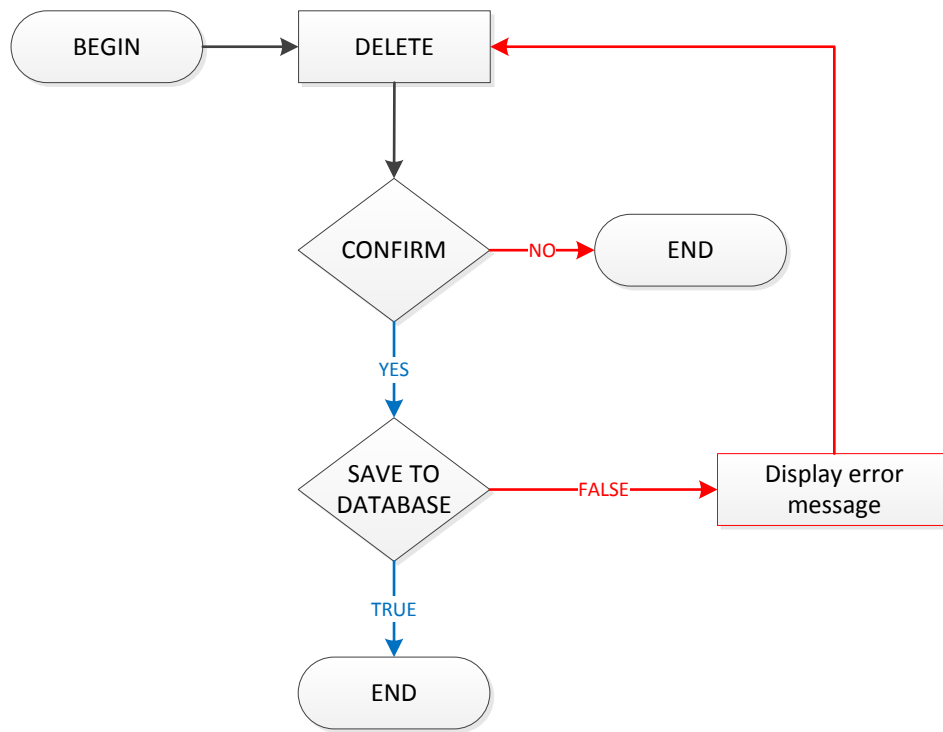 BEGIN
DELETE
CONFIRM
NO
END
YES
SAVE TO
DATABASE
FALSE
Display error
message
TRUE
END